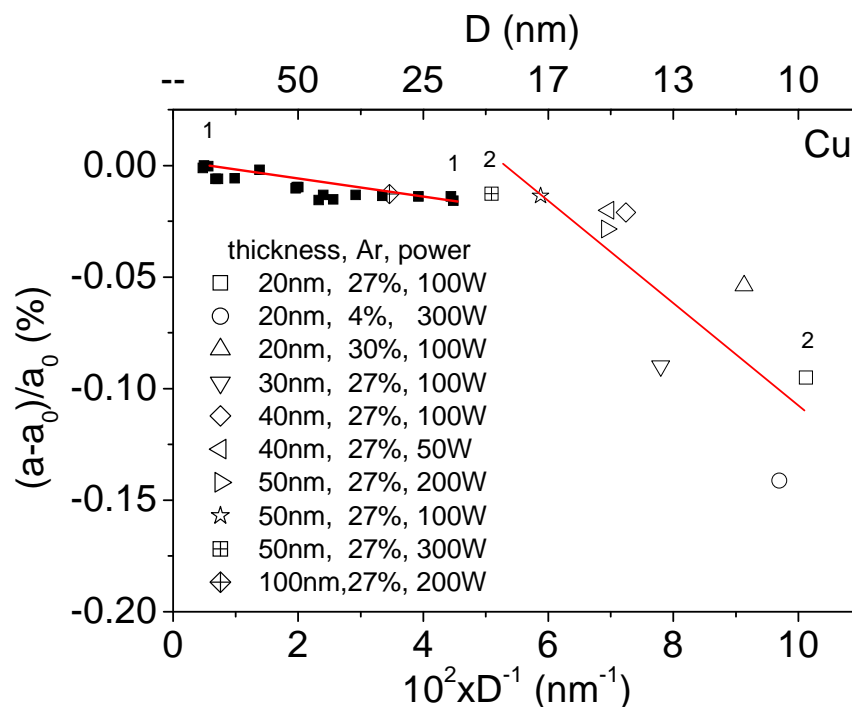 D (nm)
-- 50 25 17 13 10
Cu
1
1
2
2
0.00
-0.05
-0.10
-0.15
-0.20
(a-a₀)/a₀ (%)
thickness, Ar, power
20nm, 27%, 100W
20nm, 4%, 300W
20nm, 30%, 100W
30nm, 27%, 100W
40nm, 27%, 100W
40nm, 27%, 50W
50nm, 27%, 200W
50nm, 27%, 100W
50nm, 27%, 300W
100nm,27%, 200W
0 2 4 6 8 10
10²xD⁻¹ (nm⁻¹)